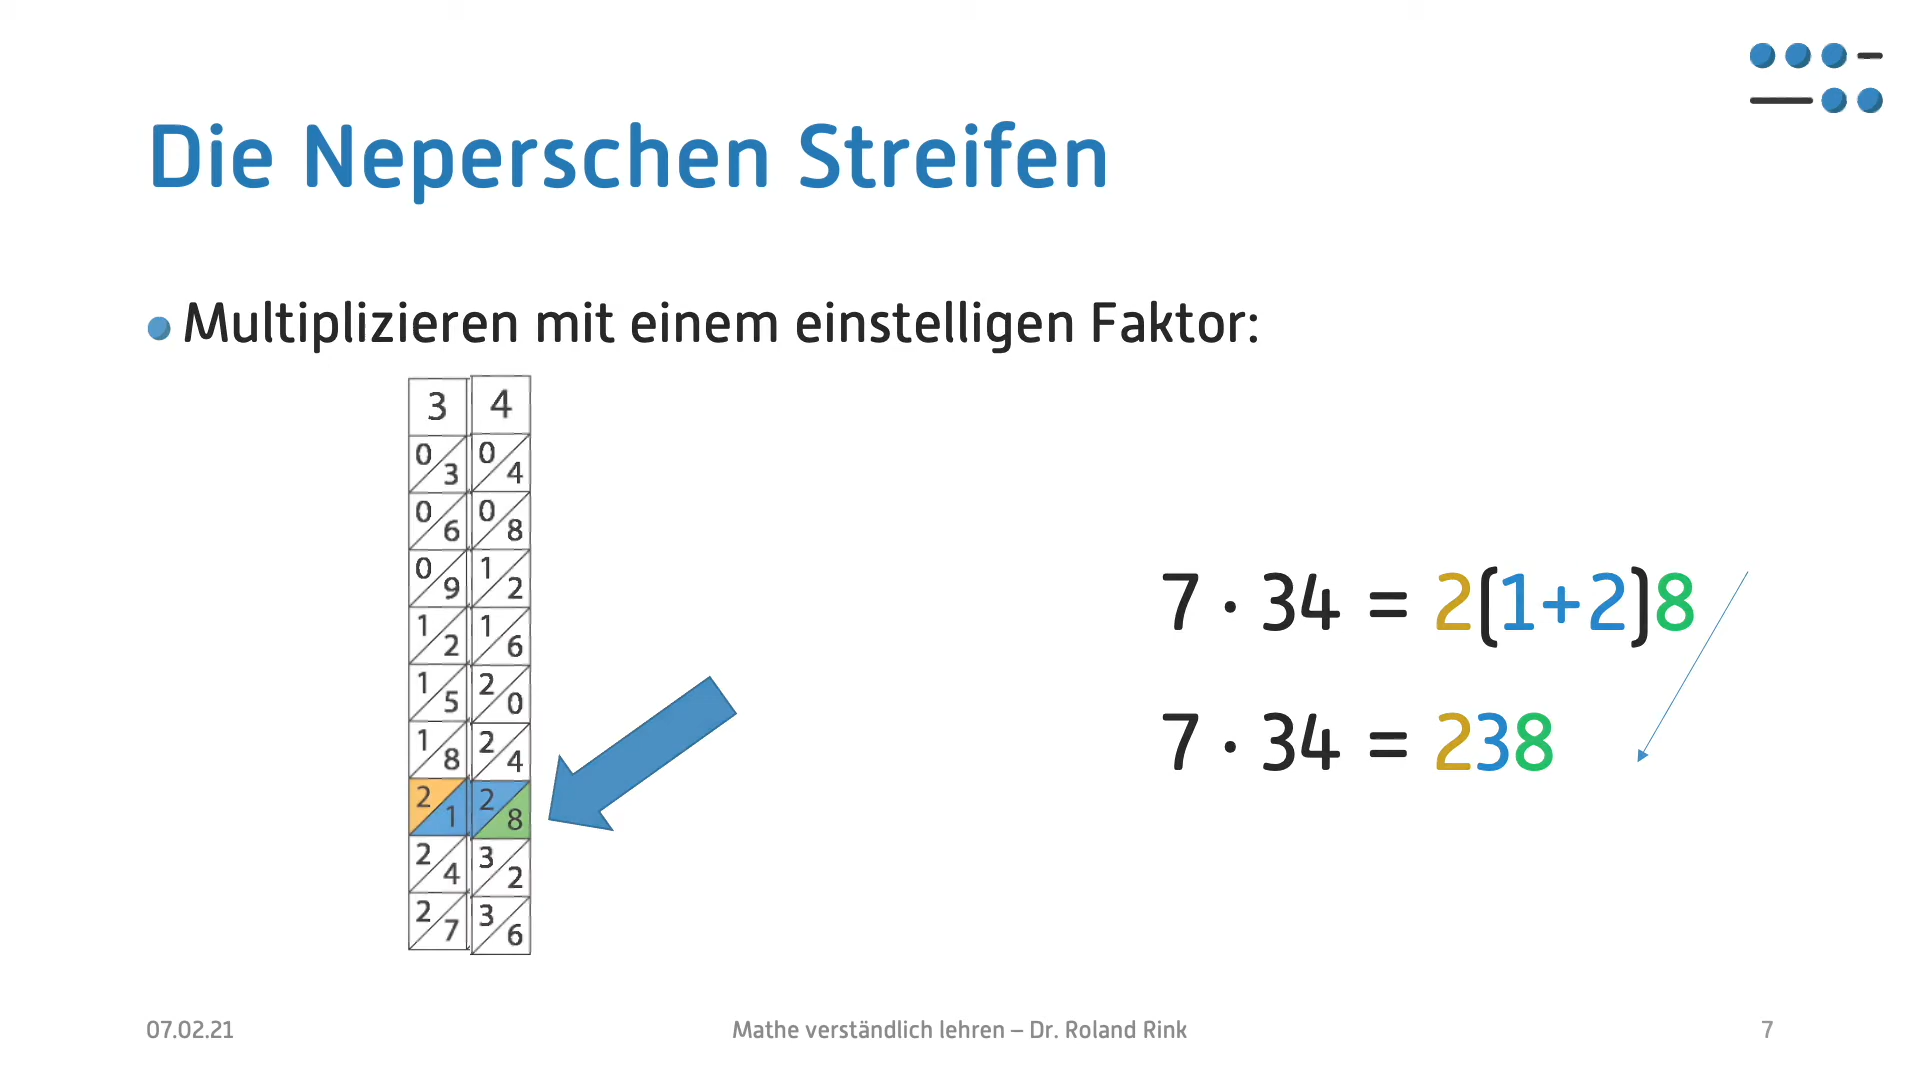 Die Neperschen Streifen
Multiplizieren mit einem einstelligen Faktor:
3 4
0/3 0/4
0/6 0/8
0/9 1/2
1/2 1/6
1/5 2/0
1/8 2/4
2/1 2/8
2/4 3/2
2/7 3/6
7 · 34 = 2(1+2)8
7 · 34 = 238
07.02.21
Mathe verständlich lehren – Dr. Roland Rink
7